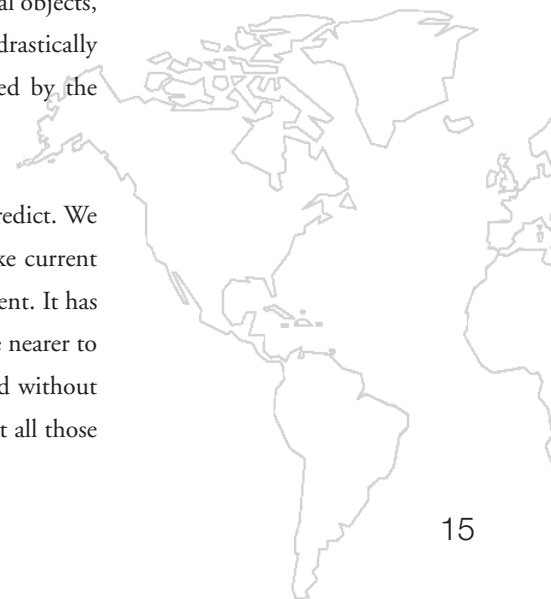 al objects,
drastically
ed by the
redict. We
ke current
ent. It has
e nearer to
d without
t all those
15